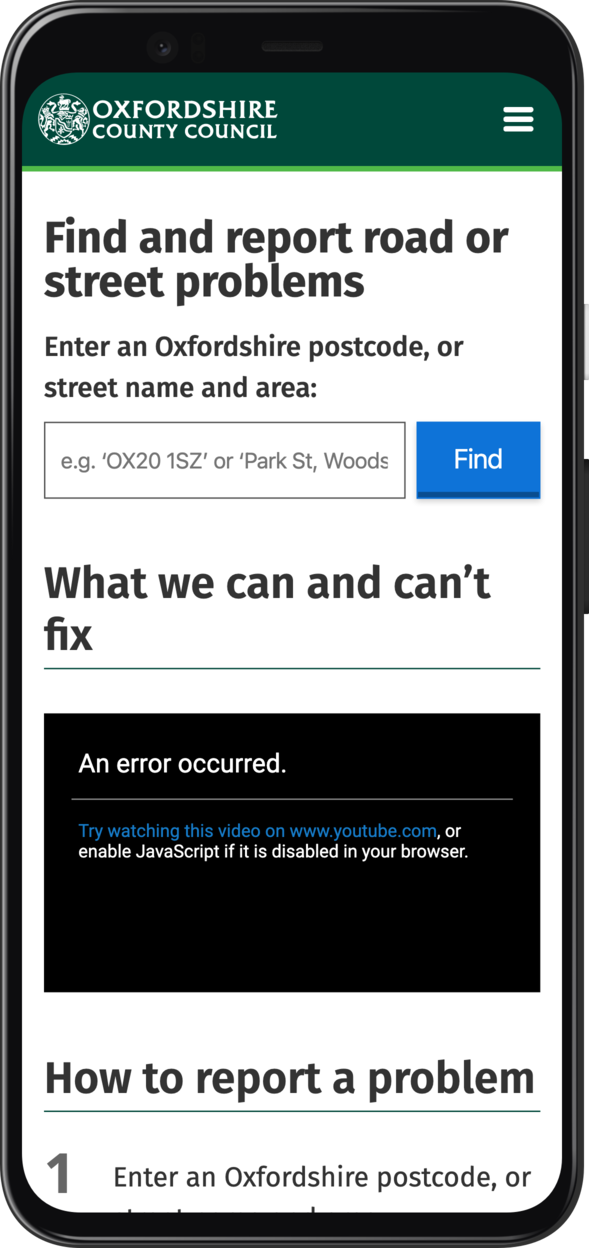 OXFORDSHIRE
COUNTY COUNCIL
Find and report road or
street problems
Enter an Oxfordshire postcode, or
street name and area:
e.g. ‘OX20 1SZ’ or ‘Park St, Woods
Find
What we can and can’t
fix
An error occurred.
Try watching this video on www.youtube.com, or
enable JavaScript if it is disabled in your browser.
How to report a problem
1 Enter an Oxfordshire postcode, or